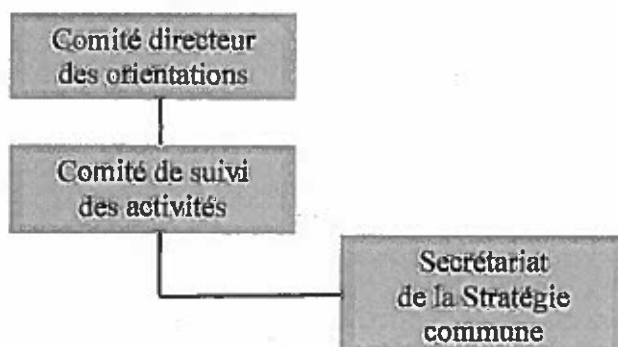 Comité directeur
des orientations
Comité de suivi
des activités
Secrétariat
de la Stratégie
commune